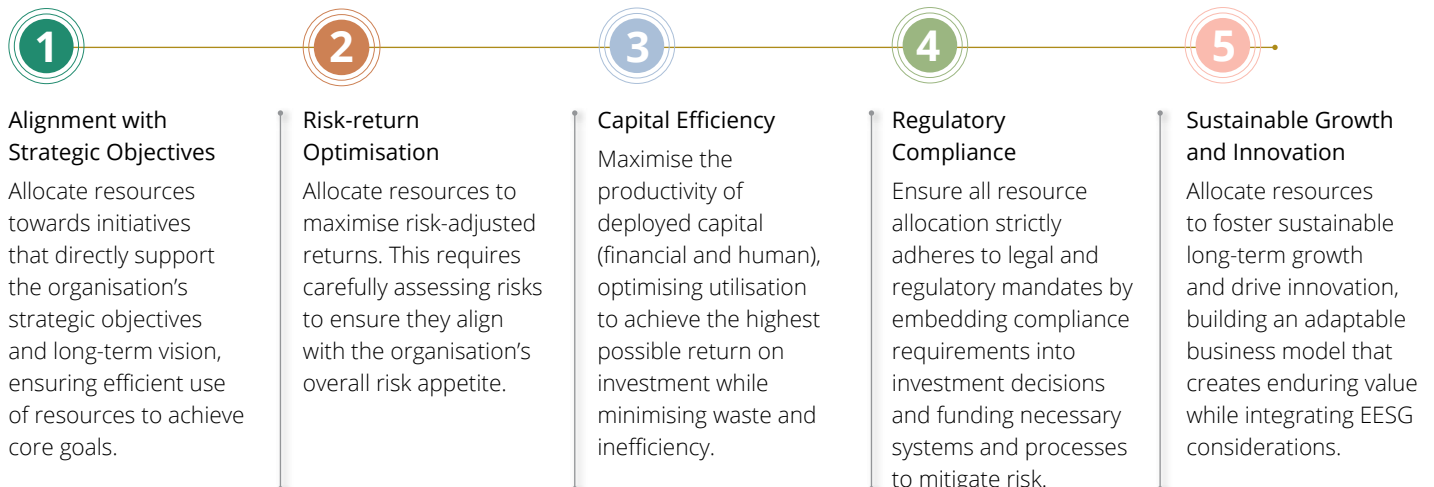 1
2
3
4
5
Alignment with
Strategic Objectives
Allocate resources
towards initiatives
that directly support
the organisation’s
strategic objectives
and long-term vision,
ensuring efficient use
of resources to achieve
core goals.
Risk-return
Optimisation
Allocate resources to
maximise risk-adjusted
returns. This requires
carefully assessing risks
to ensure they align
with the organisation’s
overall risk appetite.
Capital Efficiency
Maximise the
productivity of
deployed capital
(financial and human),
optimising utilisation
to achieve the highest
possible return on
investment while
minimising waste and
inefficiency.
Regulatory
Compliance
Ensure all resource
allocation strictly
adheres to legal and
regulatory mandates by
embedding compliance
requirements into
investment decisions
and funding necessary
systems and processes
to mitigate risk.
Sustainable Growth
and Innovation
Allocate resources
to foster sustainable
long-term growth
and drive innovation,
building an adaptable
business model that
creates enduring value
while integrating EESG
considerations.